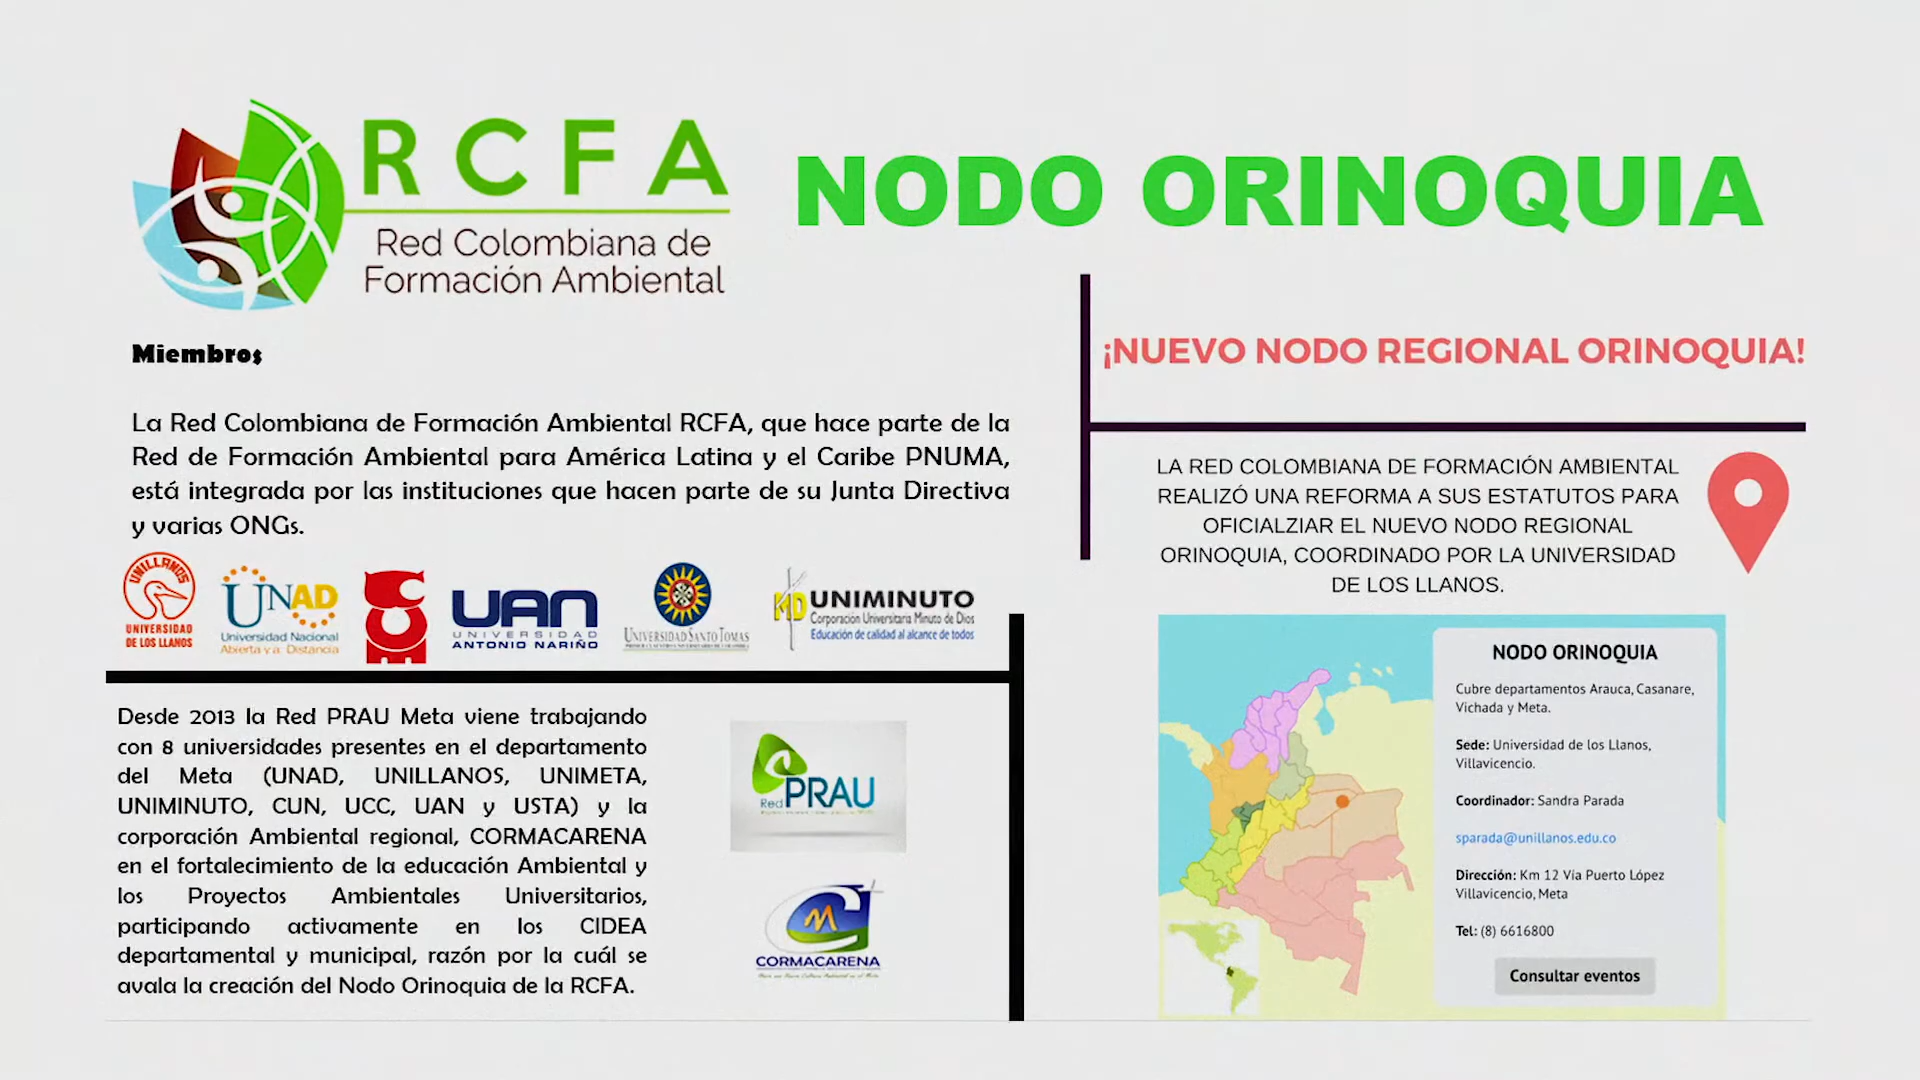 RCFA
Red Colombiana de
Formación Ambiental
NODO ORINOQUIA
Miembros
La Red Colombiana de Formación Ambiental RCFA, que hace parte de la
Red de Formación Ambiental para América Latina y el Caribe PNUMA,
está integrada por las instituciones que hacen parte de su Junta Directiva
y varias ONGs.
UNILLANOS
UNIVERSIDAD
DE LOS LLANOS
UNAD
Universidad Nacional
Abierta y a Distancia
UAN
UNIVERSIDAD
ANTONIO NARIÑO
UNIVERSIDAD SANTO TOMAS
MD
UNIMINUTO
Corporación Universitaria Minuto de Dios
Educación de calidad al alcance de todos
Desde 2013 la Red PRAU Meta viene trabajando
con 8 universidades presentes en el departamento
del Meta (UNAD, UNILLANOS, UNIMETA,
UNIMINUTO, CUN, UCC, UAN y USTA) y la
corporación Ambiental regional, CORMACARENA
en el fortalecimiento de la educación Ambiental y
los Proyectos Ambientales Universitarios,
participando activamente en los CIDEA
departamental y municipal, razón por la cuál se
avala la creación del Nodo Orinoquia de la RCFA.
Red PRAU
CORMACARENA
¡NUEVO NODO REGIONAL ORINOQUIA!
LA RED COLOMBIANA DE FORMACIÓN AMBIENTAL
REALIZÓ UNA REFORMA A SUS ESTATUTOS PARA
OFICIALZIAR EL NUEVO NODO REGIONAL
ORINOQUIA, COORDINADO POR LA UNIVERSIDAD
DE LOS LLANOS.
NODO ORINOQUIA
Cubre departamentos Arauca, Casanare,
Vichada y Meta.
Sede: Universidad de los Llanos,
Villavicencio.
Coordinador: Sandra Parada
sparada@unillanos.edu.co
Dirección: Km 12 Vía Puerto López
Villavicencio, Meta
Tel: (8) 6616800
Consultar eventos